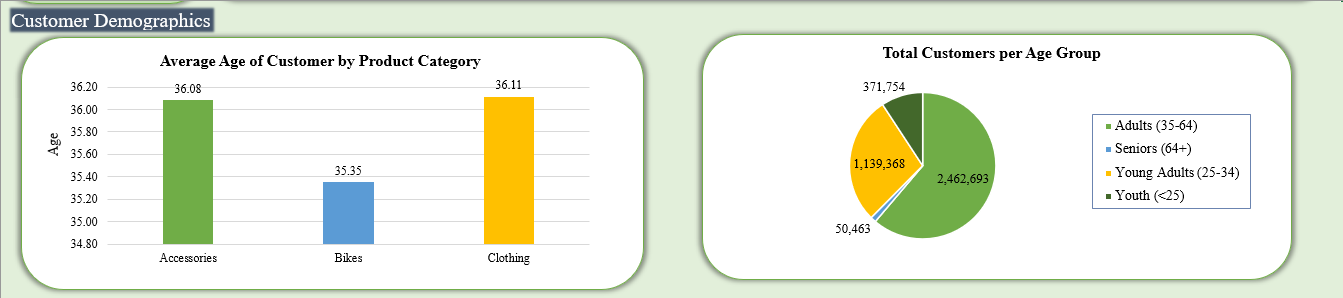 Customer Demographics
Average Age of Customer by Product Category
Age
36.20
36.00
35.80
35.60
35.40
35.20
35.00
34.80
36.08
35.35
36.11
Accessories
Bikes
Clothing
Total Customers per Age Group
371,754
1,139,368
2,462,693
50,463
Adults (35-64)
Seniors (64+)
Young Adults (25-34)
Youth (<25)